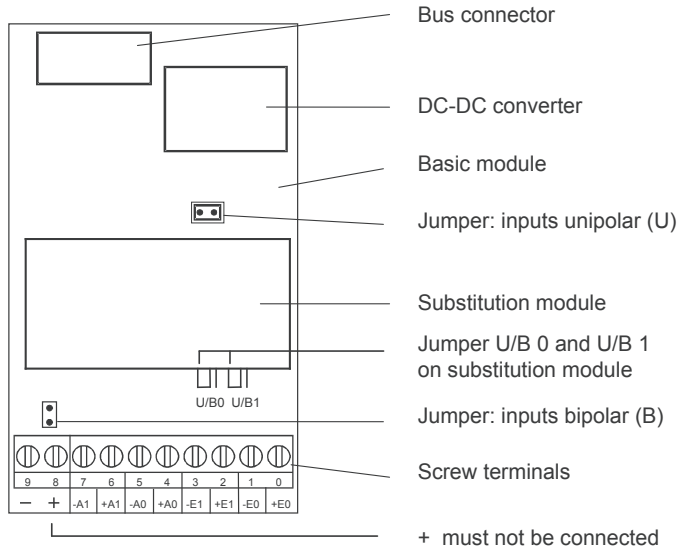 Bus connector
DC-DC converter
Basic module
Jumper: inputs unipolar (U)
Substitution module
Jumper U/B 0 and U/B 1
on substitution module
U/B0 U/B1
Jumper: inputs bipolar (B)
Screw terminals
9 8 7 6 5 4 3 2 1 0
– + -A1 +A1 -A0 +A0 -E1 +E1 -E0 +E0
+ must not be connected